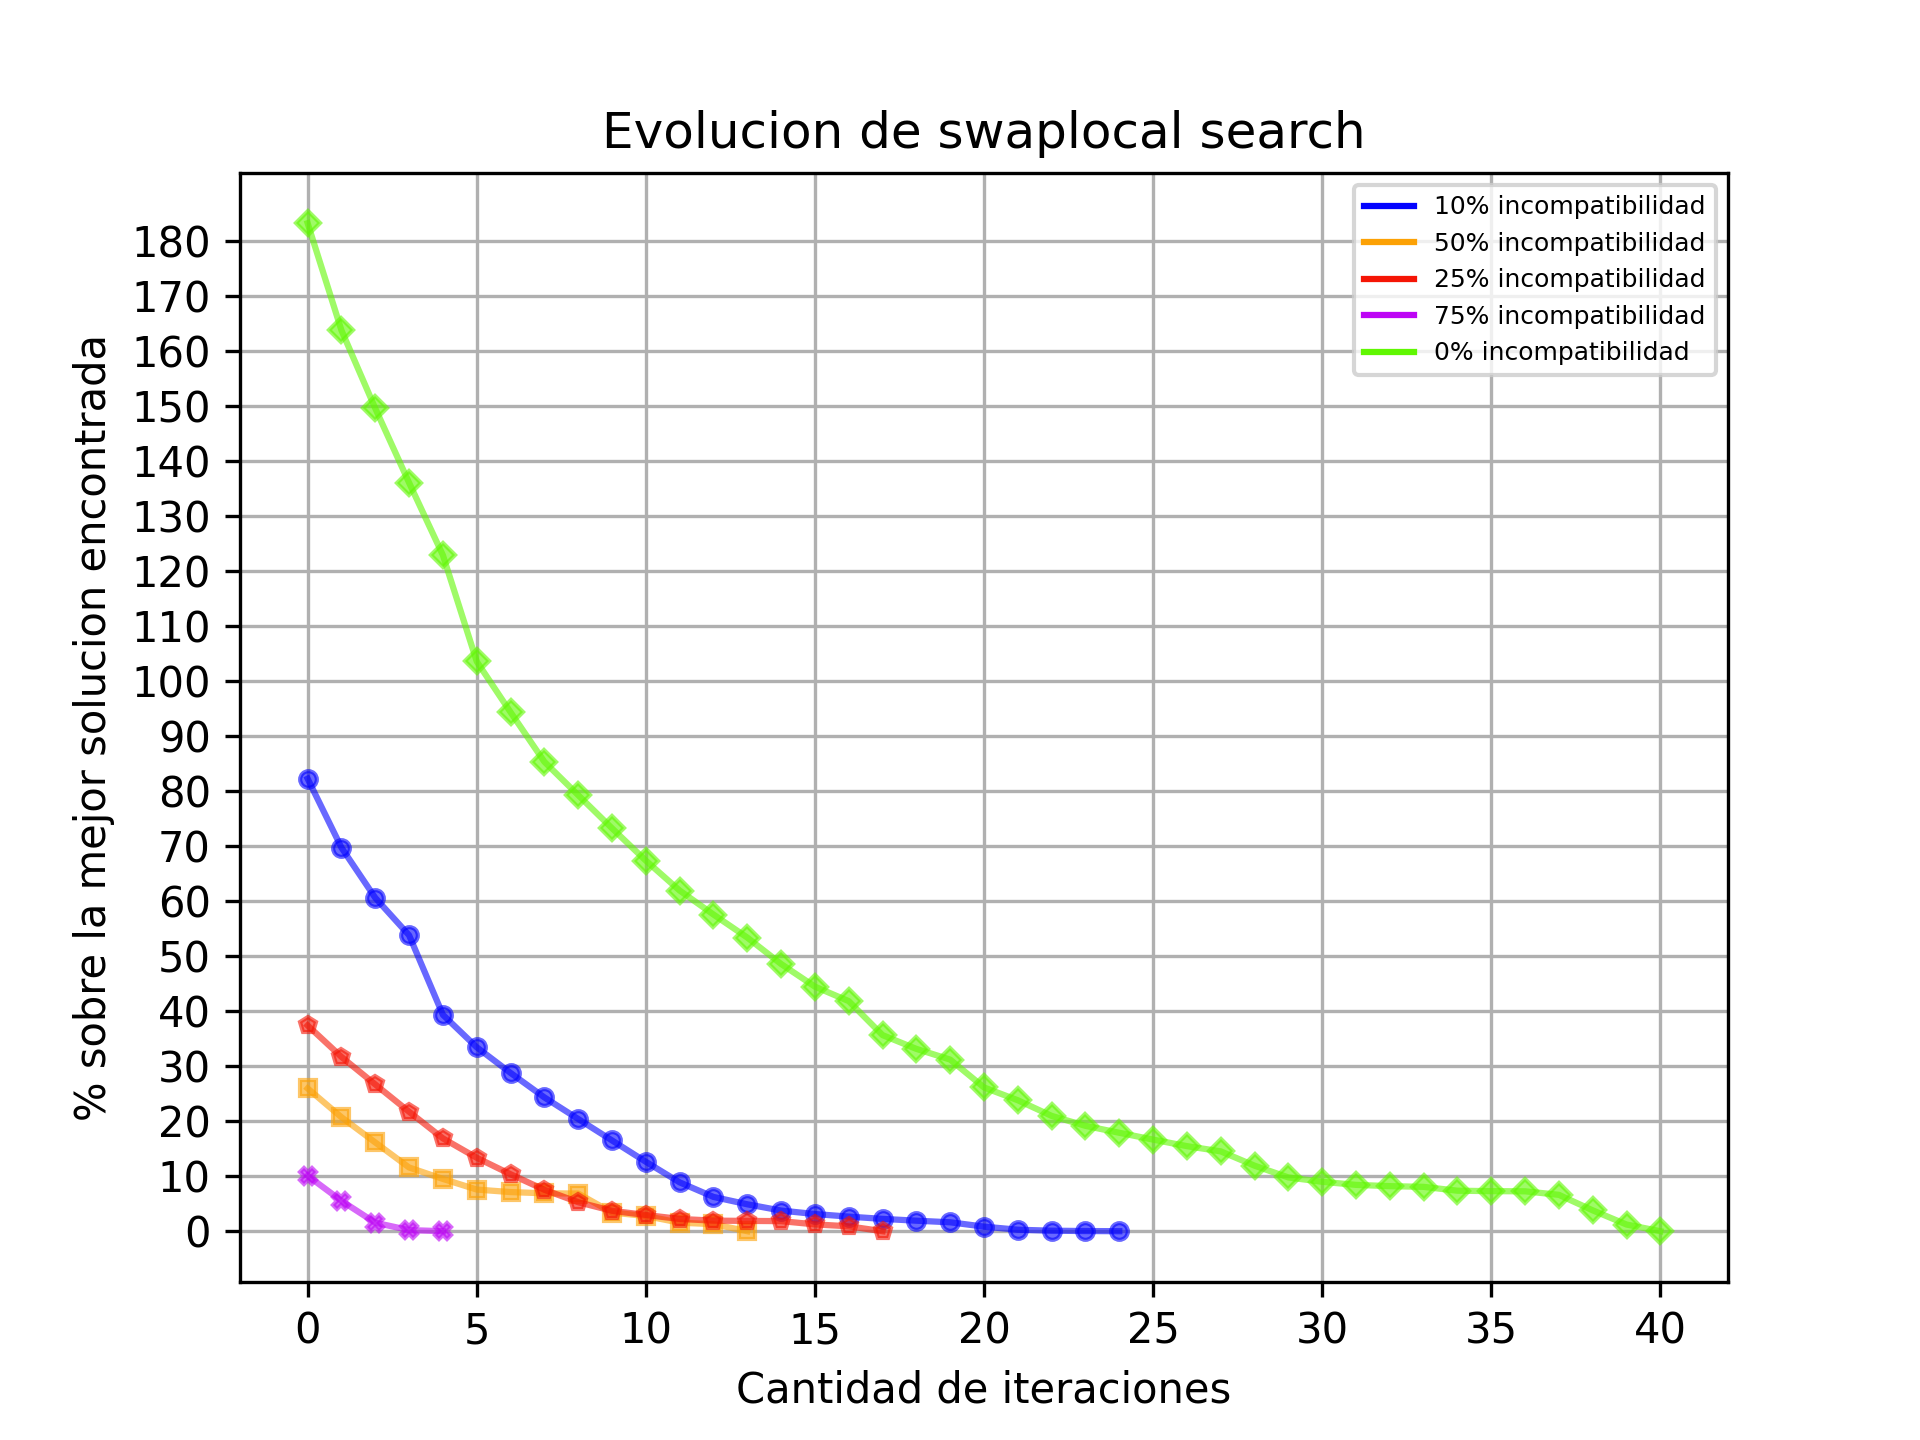 Evolucion de swaplocal search
10% incompatibilidad
50% incompatibilidad
25% incompatibilidad
75% incompatibilidad
0% incompatibilidad
% sobre la mejor solucion encontrada
180
170
160
150
140
130
120
110
100
90
80
70
60
50
40
30
20
10
0
0 5 10 15 20 25 30 35 40
Cantidad de iteraciones